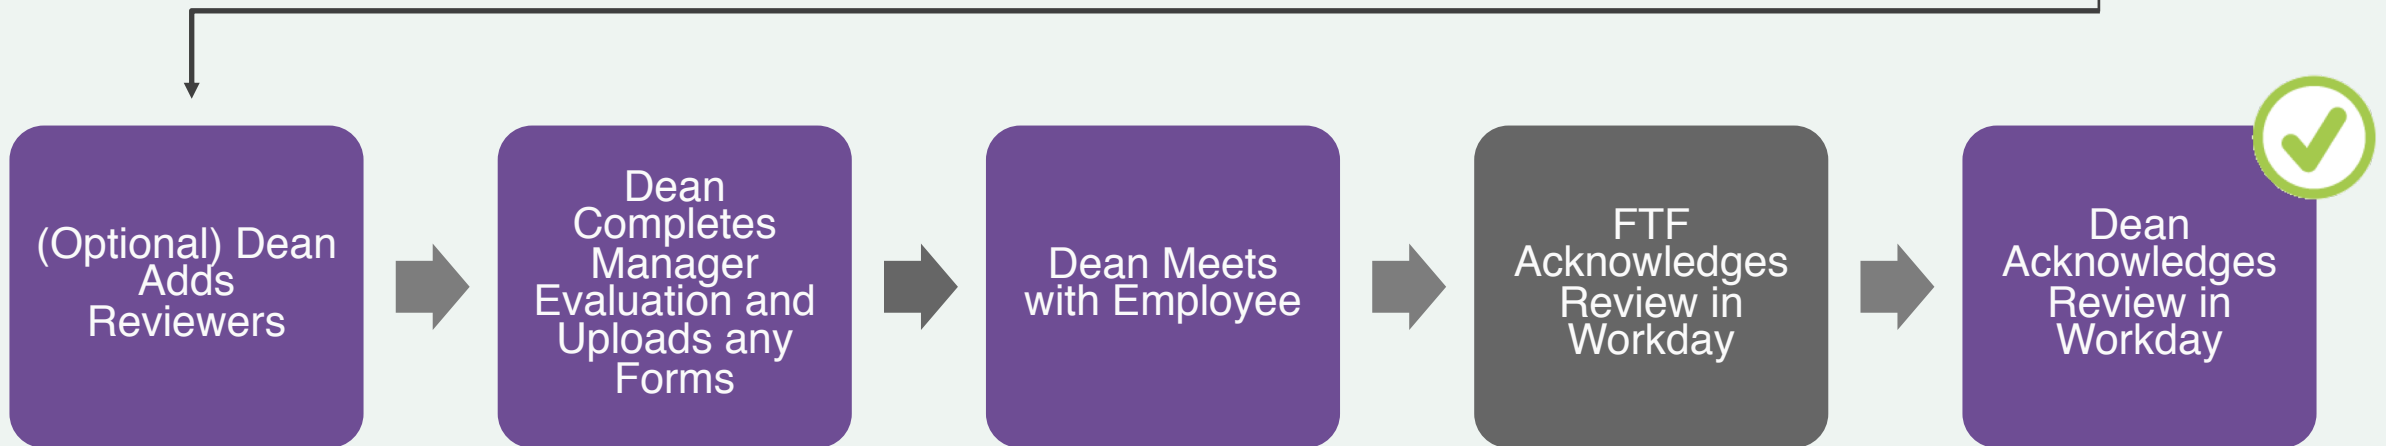 (Optional) Dean
Adds
Reviewers
Dean
Completes
Manager
Evaluation and
Uploads any
Forms
Dean Meets
with Employee
FTF
Acknowledges
Review in
Workday
Dean
Acknowledges
Review in
Workday